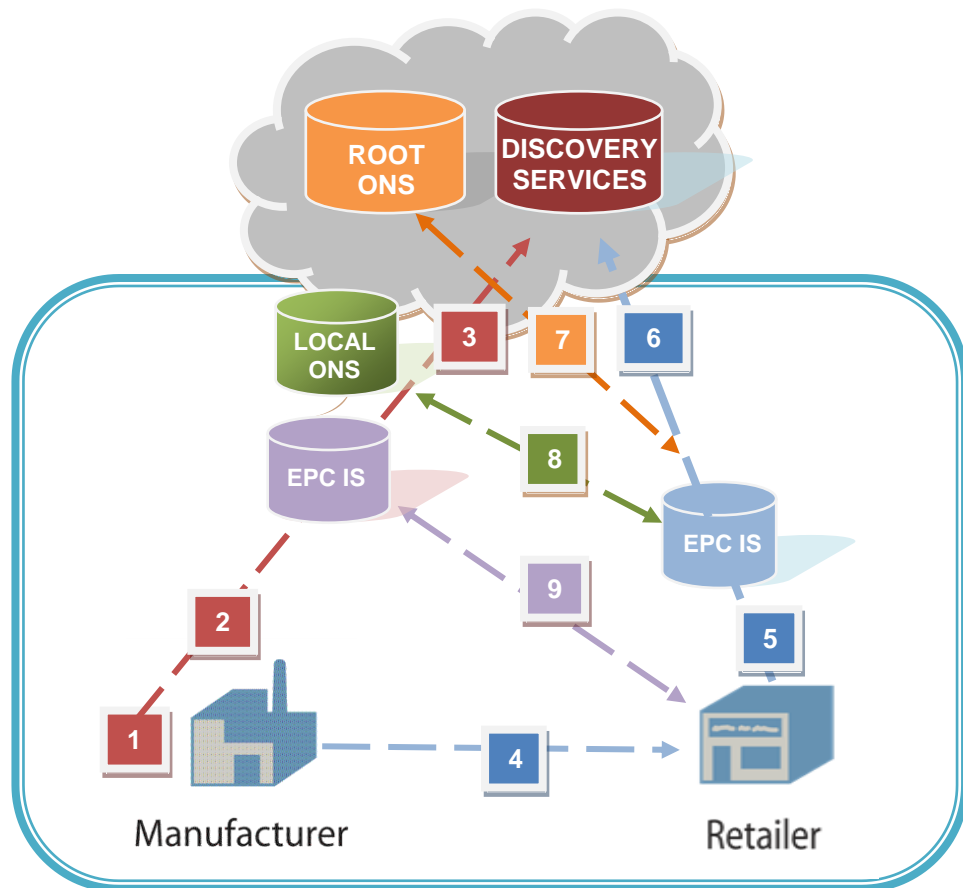 ROOT
ONS
DISCOVERY
SERVICES
LOCAL
ONS
3
7
6
EPC IS
8
EPC IS
9
2
5
1
4
Manufacturer
Retailer